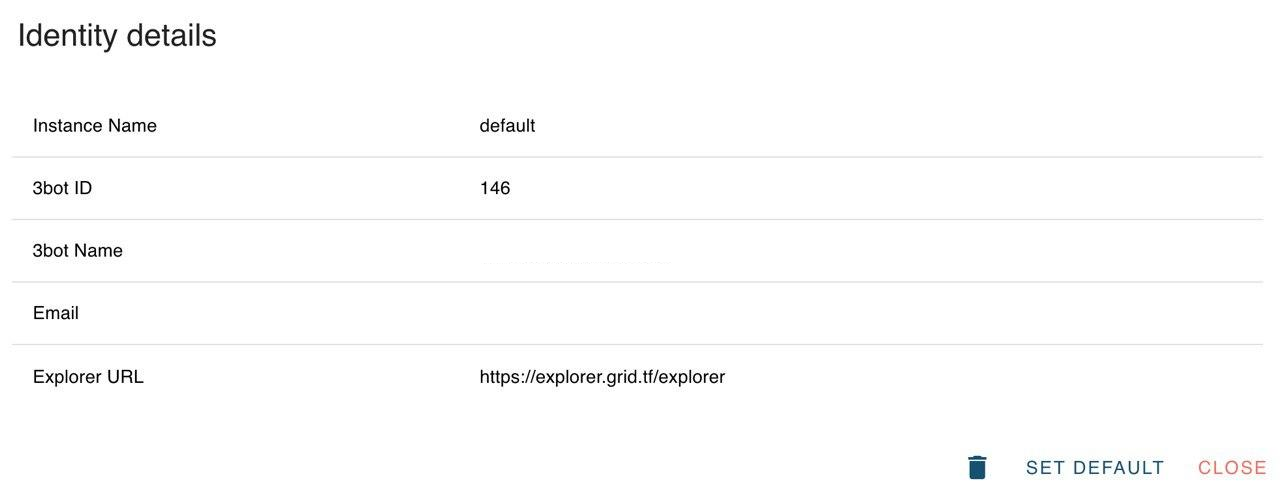 Identity details
Instance Name default
3bot ID 146
3bot Name
Email
Explorer URL https://explorer.grid.tf/explorer
SET DEFAULT CLOSE